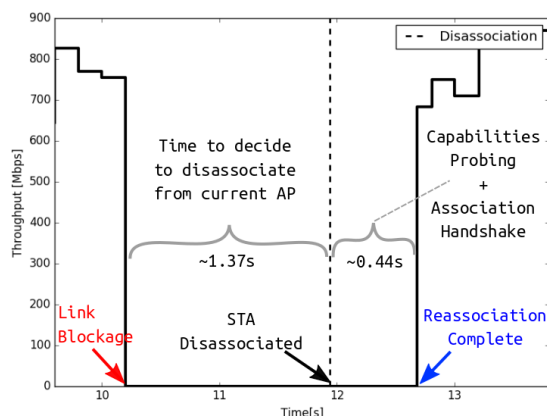 900
800
700
600
500
400
300
200
100
0
Throughput [Mbps]
Disassociation
Time to decide
to disassociate
from current AP
Capabilities
Probing
+
Association
Handshake
~1.37s
~0.44s
Link
Blockage
STA
Disassociated
Reassociation
Complete
10
11
12
13
Time[s]